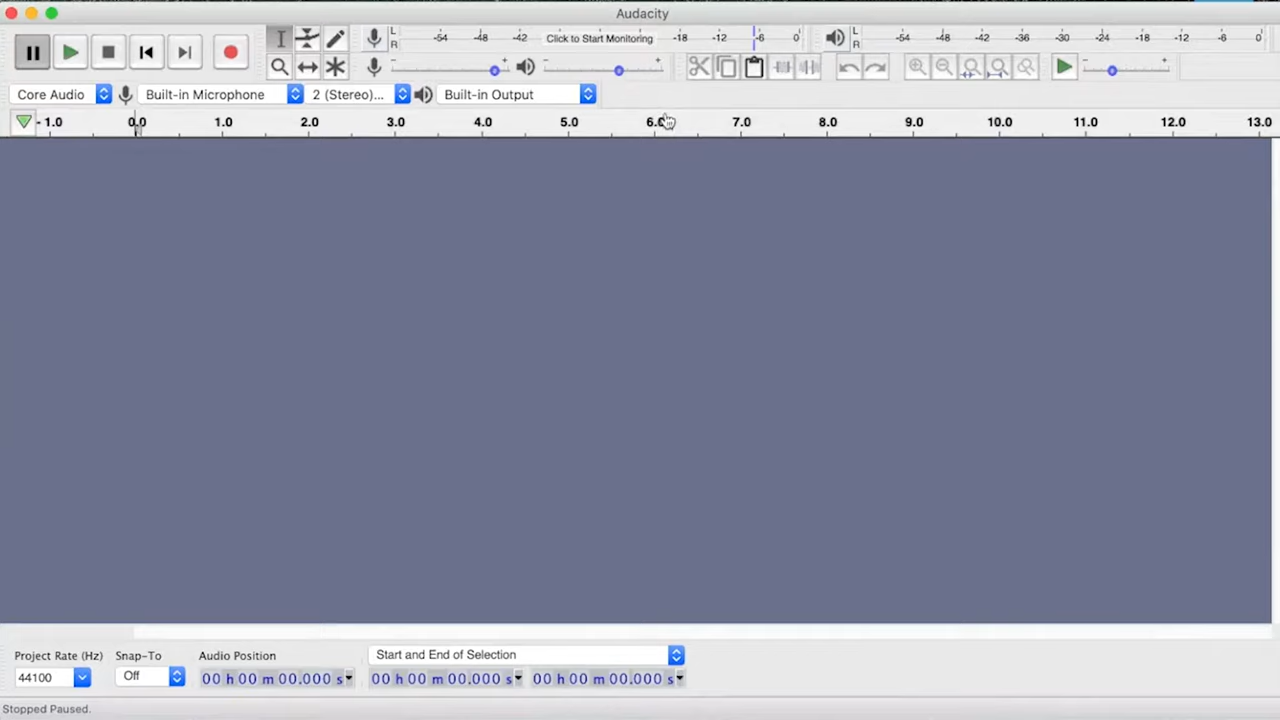 Audacity
L
R
-54 -48 -42 Click to Start Monitoring -18 -12 -6 0
L
R
-54 -48 -42 -36 -30 -24 -18 -12 -6 0
- + - + - +
Core Audio Built-in Microphone 2 (Stereo)... Built-in Output
- 1.0 0.0 1.0 2.0 3.0 4.0 5.0 6.0 7.0 8.0 9.0 10.0 11.0 12.0 13.0
Project Rate (Hz) Snap-To Audio Position Start and End of Selection
44100 Off 00 h 00 m 00.000 s 00 h 00 m 00.000 s 00 h 00 m 00.000 s
Stopped Paused.